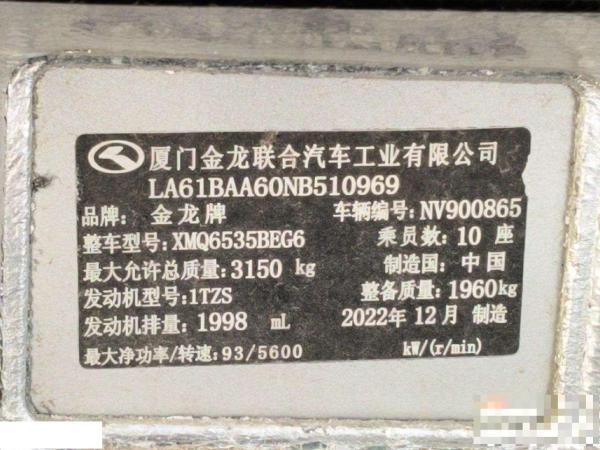 厦门金龙联合汽车工业有限公司
LA61BAA60NB510969
品牌: 金龙牌 车辆编号: NV900865
整车型号: XMQ6535BEG6 乘员数: 10 座
最大允许总质量: 3150 kg 制造国: 中国
发动机型号: 1TZS 整备质量: 1960kg
发动机排量: 1998 mL 2022年 12月 制造
最大净功率/转速: 93/5600 kW/(r/min)